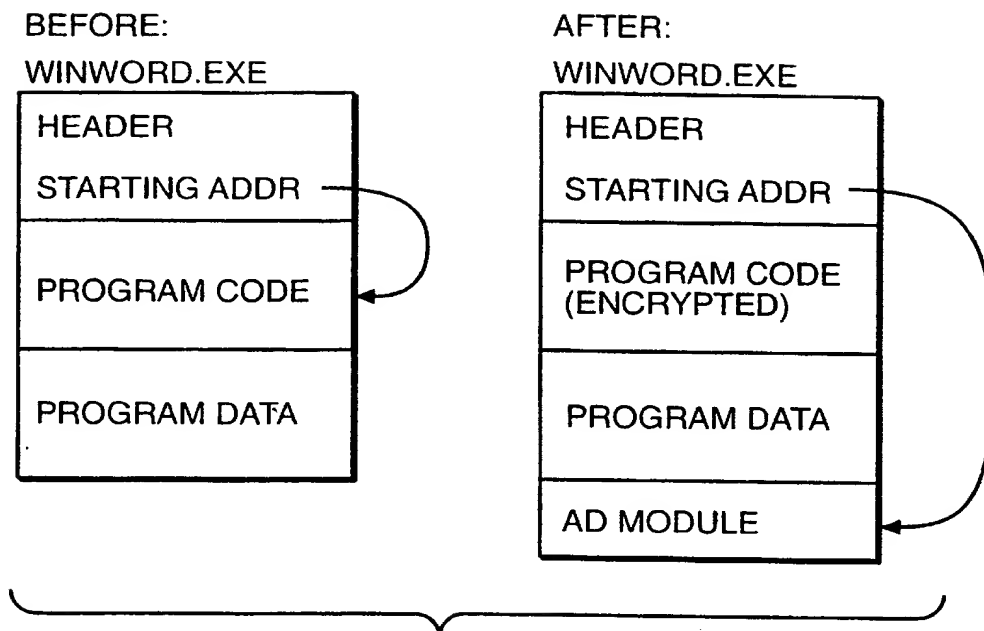 BEFORE:
WINWORD.EXE
HEADER
STARTING ADDR
PROGRAM CODE
PROGRAM DATA
AFTER:
WINWORD.EXE
HEADER
STARTING ADDR
PROGRAM CODE
(ENCRYPTED)
PROGRAM DATA
AD MODULE